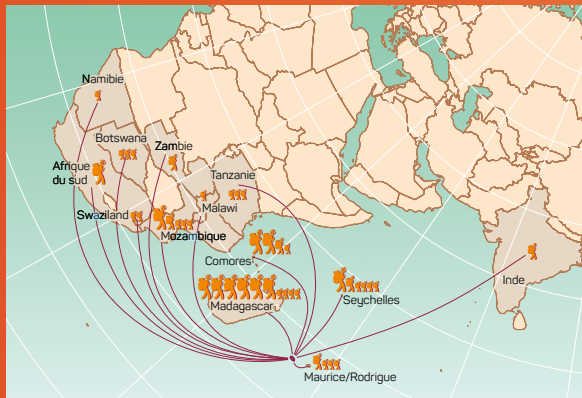 Namibie
Botswana
Zambie
Afrique
du sud
Tanzanie
Malawi
Swaziland
Mozambique
Comores
Inde
Seychelles
Madagascar
Maurice/Rodrigue